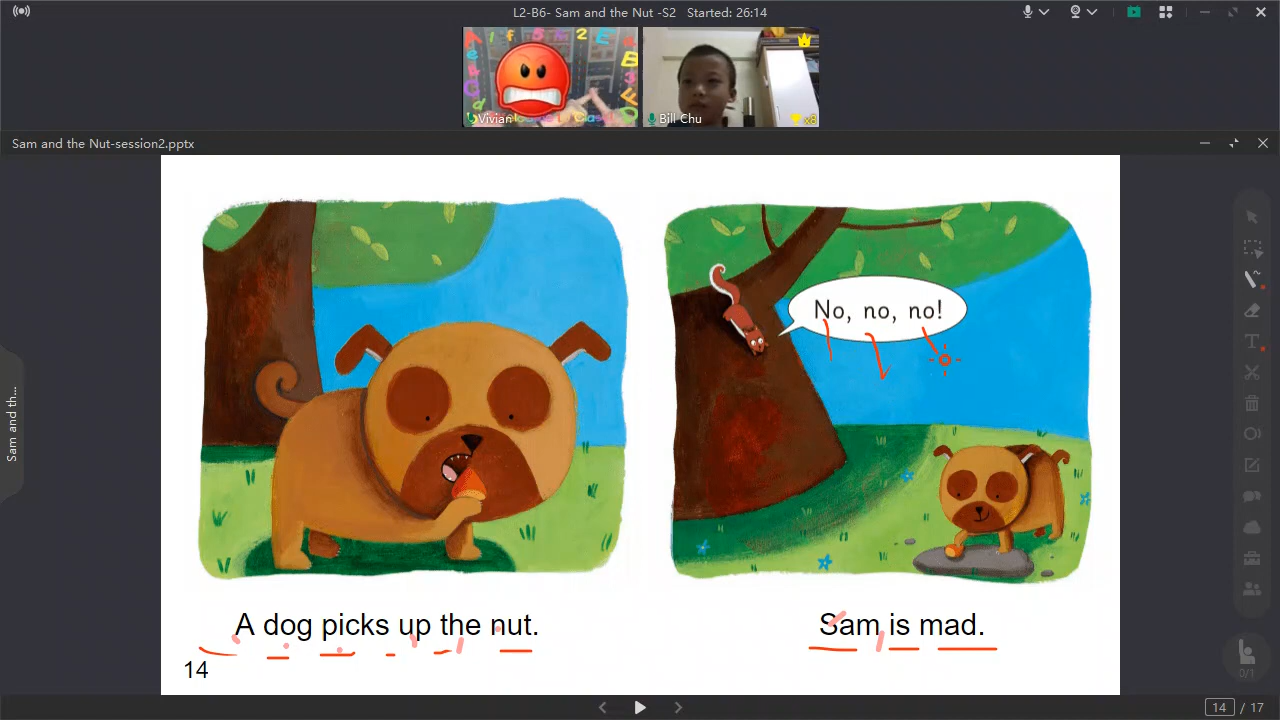 L2-B6- Sam and the Nut -S2 Started: 26:14
Vivian
Bill Chu
x8
Sam and the Nut-session2.pptx
Sam and th...
No, no, no!
A dog picks up the nut.
Sam is mad.
14
0/1
14 / 17